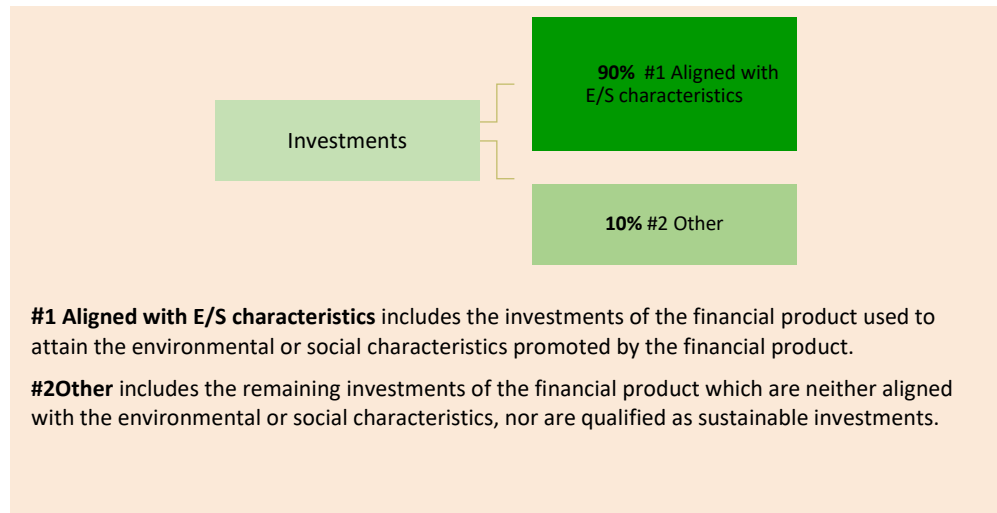 90% #1 Aligned with
E/S characteristics
Investments
10% #2 Other
#1 Aligned with E/S characteristics includes the investments of the financial product used to
attain the environmental or social characteristics promoted by the financial product.
#2Other includes the remaining investments of the financial product which are neither aligned
with the environmental or social characteristics, nor are qualified as sustainable investments.